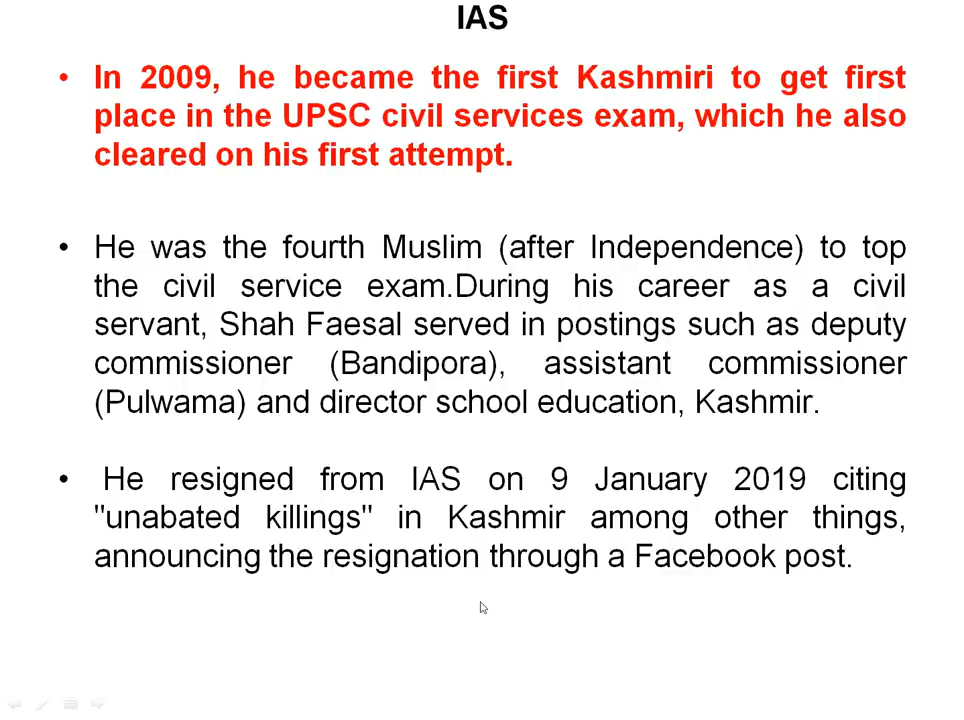 IAS
• In 2009, he became the first Kashmiri to get first
place in the UPSC civil services exam, which he also
cleared on his first attempt.
• He was the fourth Muslim (after Independence) to top
the civil service exam.During his career as a civil
servant, Shah Faesal served in postings such as deputy
commissioner (Bandipora), assistant commissioner
(Pulwama) and director school education, Kashmir.
• He resigned from IAS on 9 January 2019 citing
"unabated killings" in Kashmir among other things,
announcing the resignation through a Facebook post.